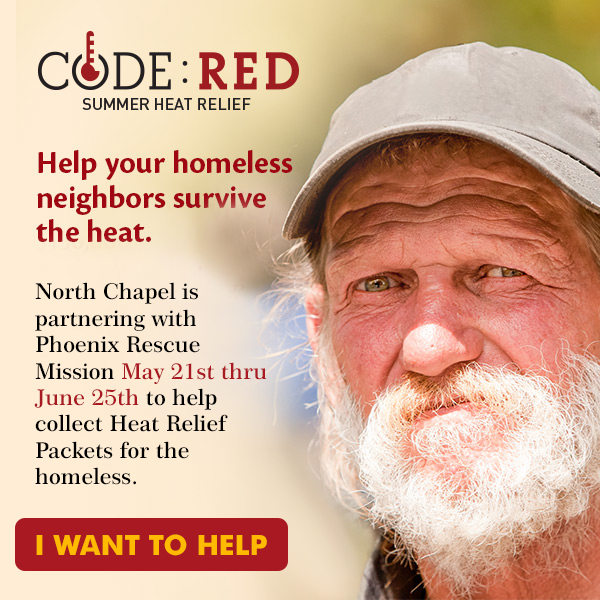 CODE: RED
SUMMER HEAT RELIEF
Help your homeless
neighbors survive
the heat.
North Chapel is
partnering with
Phoenix Rescue
Mission May 21st thru
June 25th to help
collect Heat Relief
Packets for the
homeless.
I WANT TO HELP